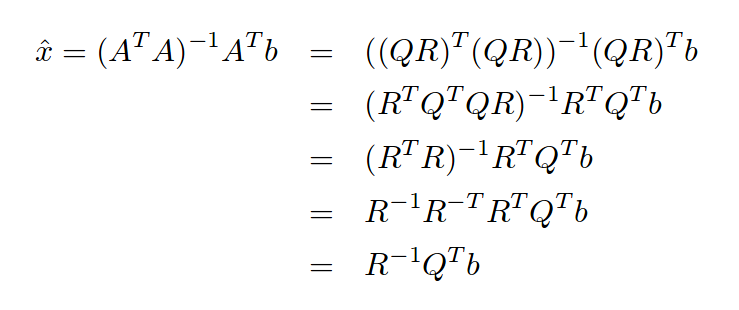 x̂ = (AᵀA)⁻¹Aᵀb = ((QR)ᵀ(QR))⁻¹(QR)ᵀb
= (RᵀQᵀQR)⁻¹RᵀQᵀb
= (RᵀR)⁻¹RᵀQᵀb
= R⁻¹R⁻ᵀRᵀQᵀb
= R⁻¹Qᵀb